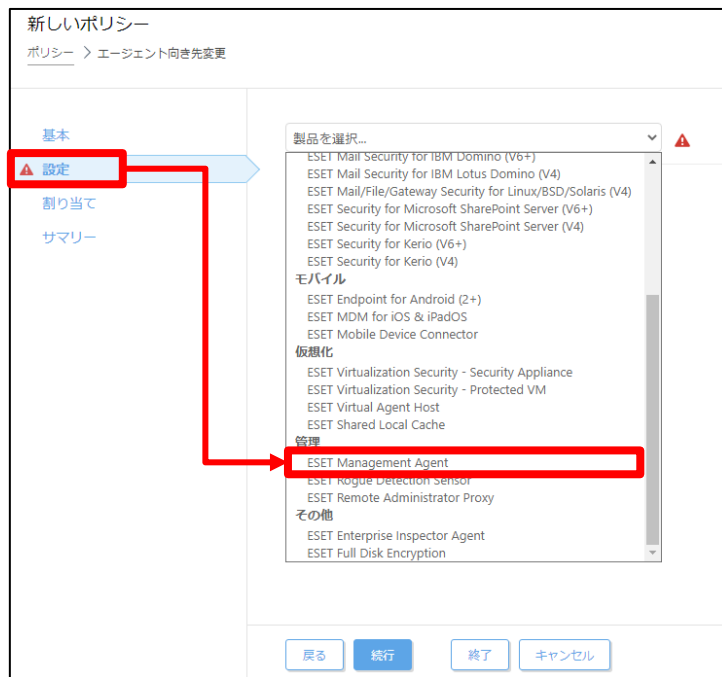 新しいポリシー
ポリシー > エージェント向き先変更
基本
設定
割り当て
サマリー
製品を選択...
ESET Mail Security for IBM Domino (V6+)
ESET Mail Security for IBM Lotus Domino (V4)
ESET Mail/File/Gateway Security for Linux/BSD/Solaris (V4)
ESET Security for Microsoft SharePoint Server (V6+)
ESET Security for Microsoft SharePoint Server (V4)
ESET Security for Kerio (V6+)
ESET Security for Kerio (V4)
モバイル
ESET Endpoint for Android (2+)
ESET MDM for iOS & iPadOS
ESET Mobile Device Connector
仮想化
ESET Virtualization Security - Security Appliance
ESET Virtualization Security - Protected VM
ESET Virtual Agent Host
ESET Shared Local Cache
管理
ESET Management Agent
ESET Rogue Detection Sensor
ESET Remote Administrator Proxy
その他
ESET Enterprise Inspector Agent
ESET Full Disk Encryption
戻る 続行 終了 キャンセル